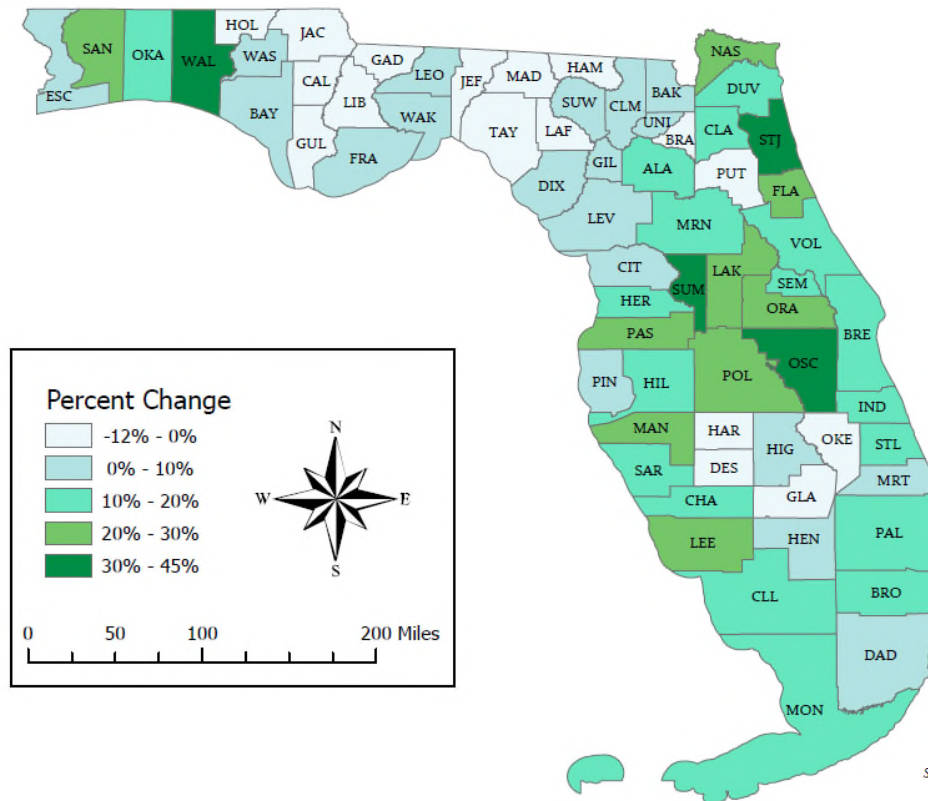 HOL
JAC
SAN
OKA
WAL
WAS
GAD
LEO
JEF
MAD
HAM
NAS
ESC
CAL
LIB
BAY
WAK
SUW
CLM
BAK
DUV
GUL
TAY
LAF
UNI
BRA
CLA
STJ
FRA
GIL
ALA
PUT
DIX
FLA
LEV
MRN
VOL
CIT
SUM
LAK
SEM
HER
ORA
PAS
BRE
PIN
HIL
POL
OSC
IND
MAN
HAR
HIG
OKE
STL
SAR
DES
MRT
CHA
GLA
LEE
HEN
PAL
CLL
BRO
DAD
MON
Percent Change
-12% - 0%
0% - 10%
10% - 20%
20% - 30%
30% - 45%
N
W
E
S
0 50 100 200 Miles